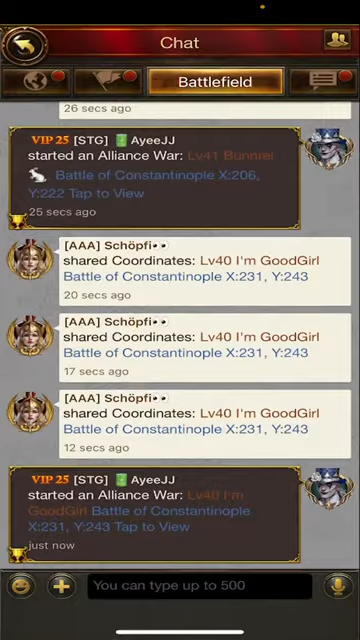 Chat
Battlefield
26 secs ago
VIP 25 [STG] AyeeJJ
started an Alliance War: Lv41 Bunnrei
Battle of Constantinople X:206,
Y:222 Tap to View
25 secs ago
[AAA] Schöpfi
shared Coordinates: Lv40 I'm GoodGirl
Battle of Constantinople X:231, Y:243
20 secs ago
[AAA] Schöpfi
shared Coordinates: Lv40 I'm GoodGirl
Battle of Constantinople X:231, Y:243
17 secs ago
[AAA] Schöpfi
shared Coordinates: Lv40 I'm GoodGirl
Battle of Constantinople X:231, Y:243
12 secs ago
VIP 25 [STG] AyeeJJ
started an Alliance War: Lv40 I'm
GoodGirl Battle of Constantinople
X:231, Y:243 Tap to View
just now
You can type up to 500